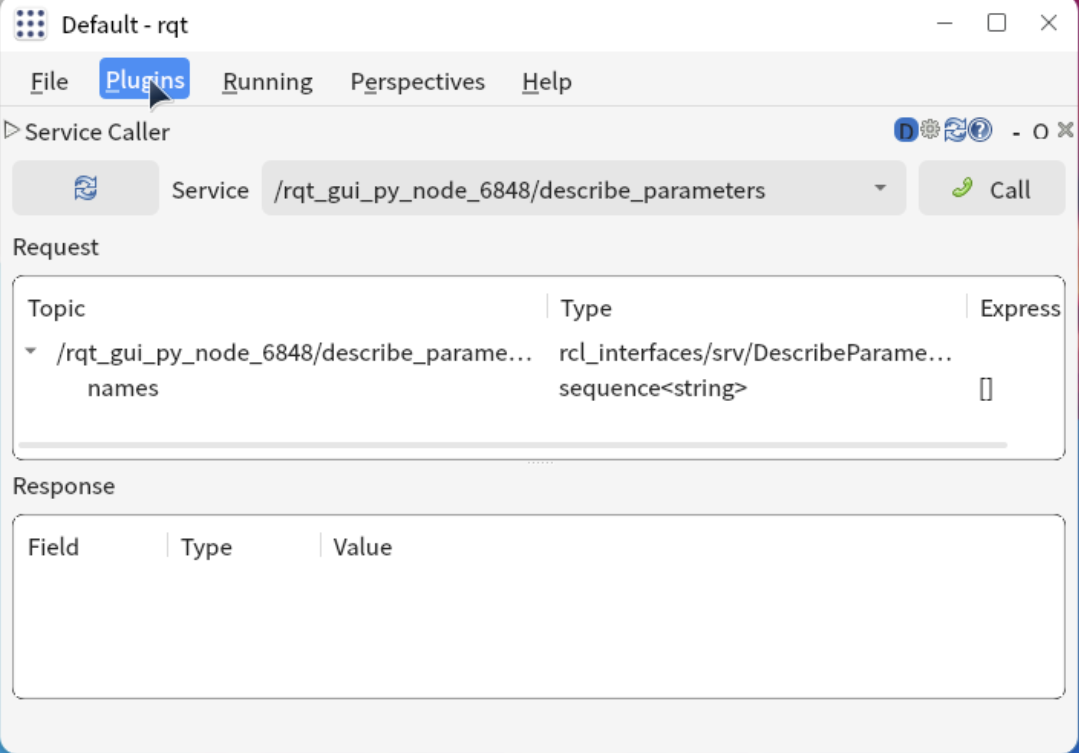 Default - rqt
File Plugins Running Perspectives Help
Service Caller D ? - O
Service /rqt_gui_py_node_6848/describe_parameters Call
Request
Topic Type Express
/rqt_gui_py_node_6848/describe_parame... rcl_interfaces/srv/DescribeParame...
names sequence<string> []
Response
Field Type Value